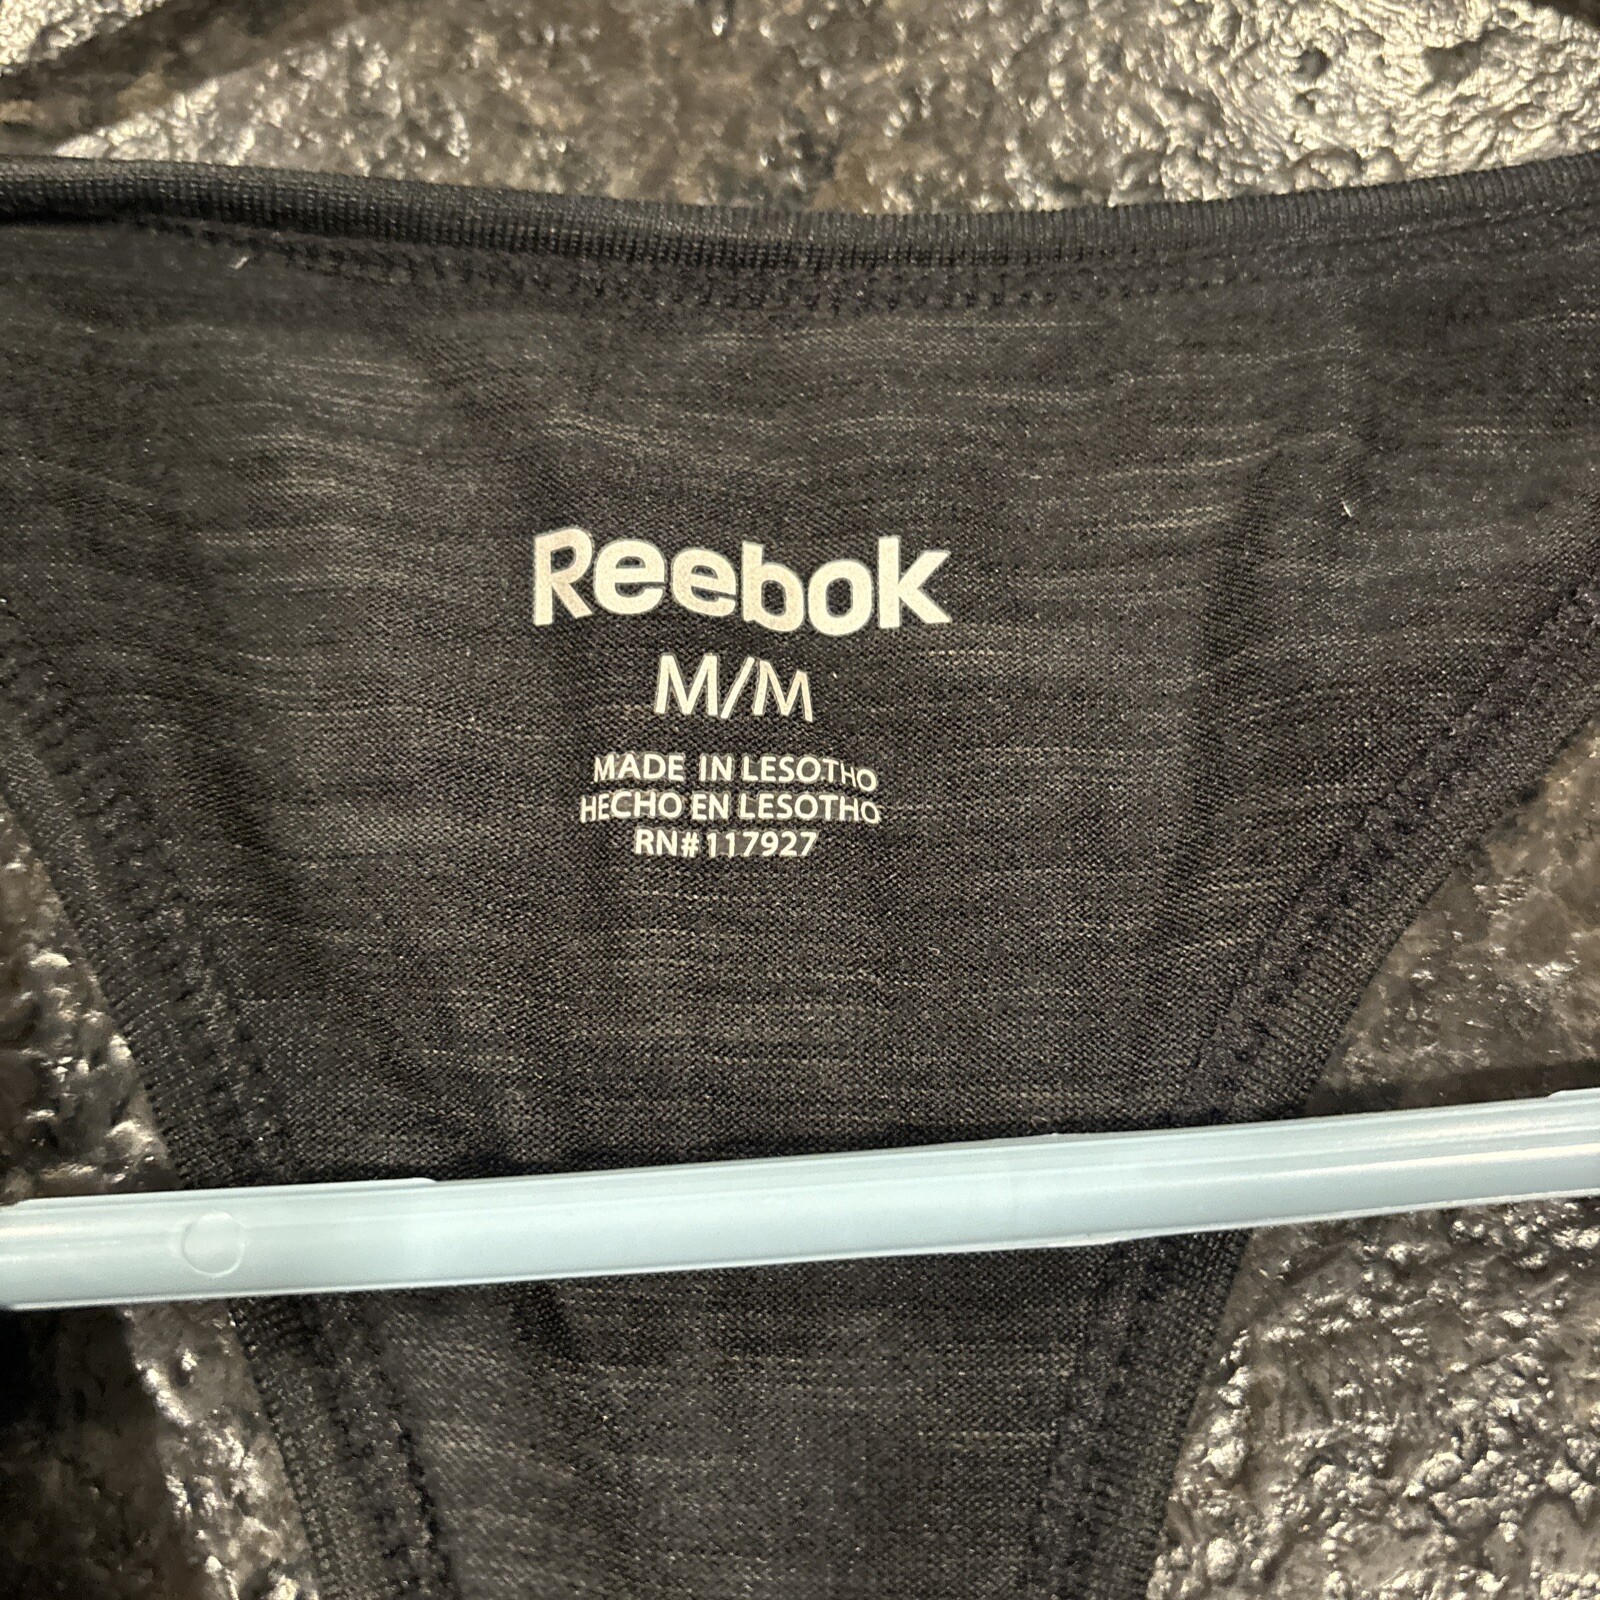 Reebok
M/M
MADE IN LESOTHO
HECHO EN LESOTHO
RN# 117927